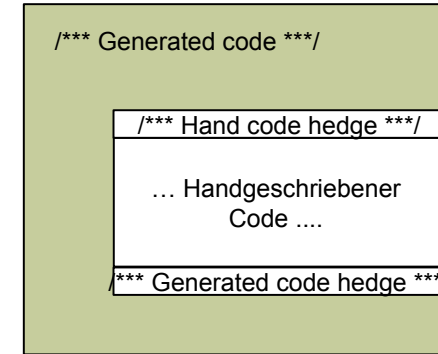 /*** Generated code ***/
/*** Hand code hedge ***/
… Handgeschriebener
Code ....
/*** Generated code hedge ***